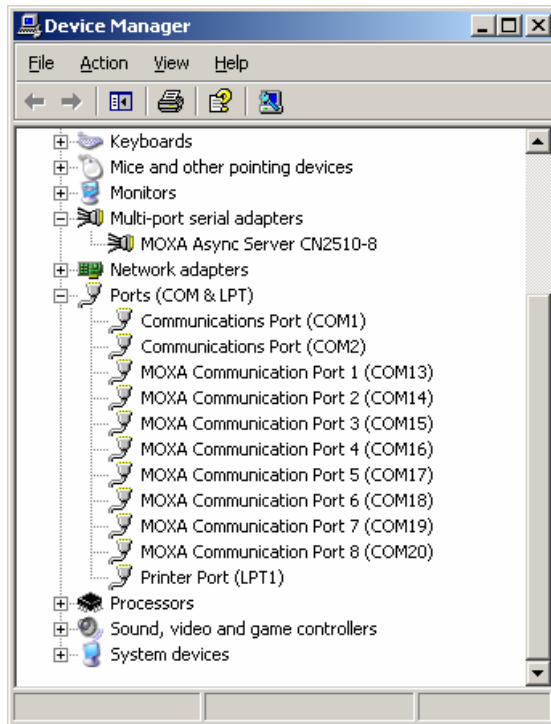 Device Manager
File Action View Help
Keyboards
Mice and other pointing devices
Monitors
Multi-port serial adapters
MOXA Async Server CN2510-8
Network adapters
Ports (COM & LPT)
Communications Port (COM1)
Communications Port (COM2)
MOXA Communication Port 1 (COM13)
MOXA Communication Port 2 (COM14)
MOXA Communication Port 3 (COM15)
MOXA Communication Port 4 (COM16)
MOXA Communication Port 5 (COM17)
MOXA Communication Port 6 (COM18)
MOXA Communication Port 7 (COM19)
MOXA Communication Port 8 (COM20)
Printer Port (LPT1)
Processors
Sound, video and game controllers
System devices